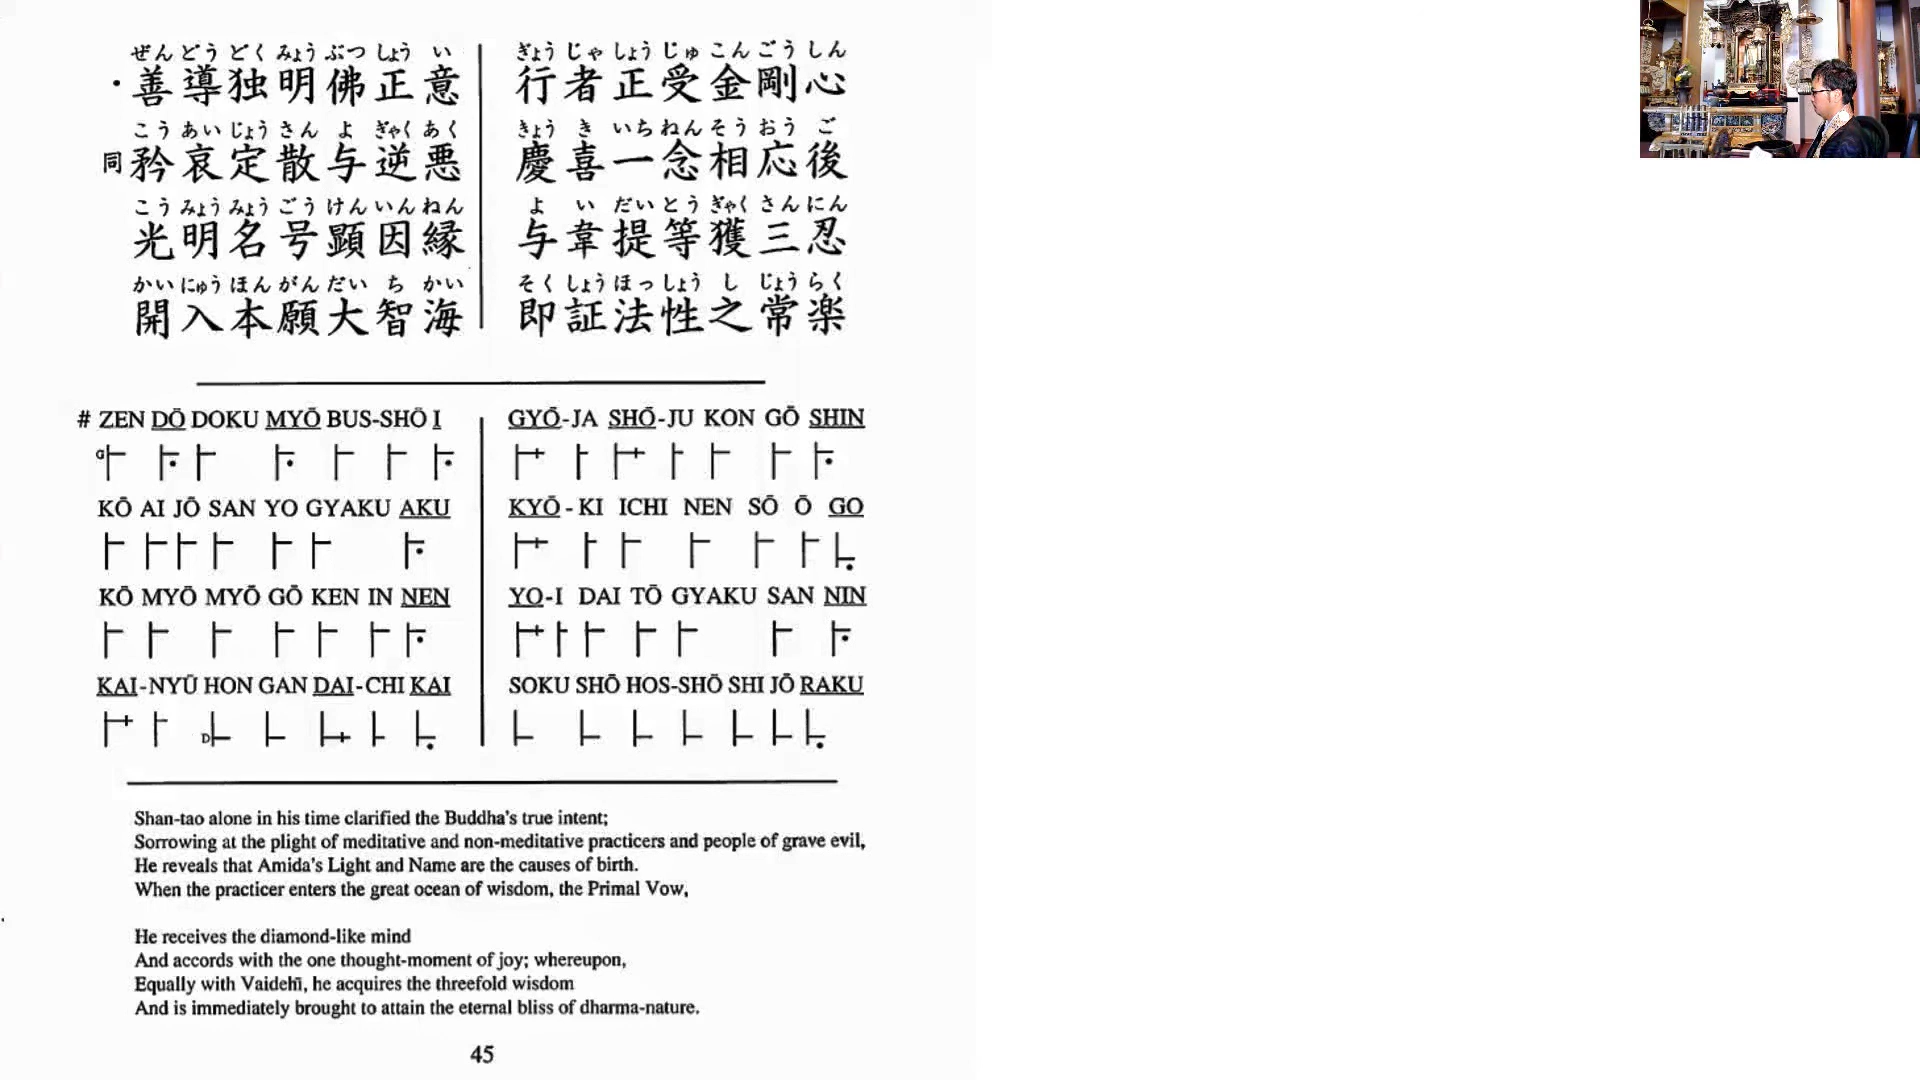 ぜん どう どく みょう ぶつ しょう い
・善導独明佛正意
こう あい じょう さん よ ぎゃく あく
同 矜哀定散与逆悪
こう みょう みょう ごう けん いん ねん
光明名号顕因縁
かい にゅう ほん がん だい ち かい
開入本願大智海
ぎょう じゃ しょう じゅ こん ごう しん
行者正受金剛心
きょう き いち ねん そう おう ご
慶喜一念相応後
よ い だい とう ぎゃく さん にん
与韋提等獲三忍
そく しょう ほっ しょう し じょう らく
即証法性之常楽
# ZEN DŌ DOKU MYŌ BUS-SHŌ I
G
KŌ AI JŌ SAN YO GYAKU AKU
KŌ MYŌ MYŌ GŌ KEN IN NEN
KAI-NYŪ HON GAN DAI-CHI KAI
D
GYŌ-JA SHŌ-JU KON GŌ SHIN
KYŌ-KI ICHI NEN SŌ Ō GO
YO-I DAI TŌ GYAKU SAN NIN
SOKU SHŌ HOS-SHŌ SHI JŌ RAKU
Shan-tao alone in his time clarified the Buddha's true intent;
Sorrowing at the plight of meditative and non-meditative practicers and people of grave evil,
He reveals that Amida's Light and Name are the causes of birth.
When the practicer enters the great ocean of wisdom, the Primal Vow,
He receives the diamond-like mind
And accords with the one thought-moment of joy; whereupon,
Equally with Vaidehī, he acquires the threefold wisdom
And is immediately brought to attain the eternal bliss of dharma-nature.
45